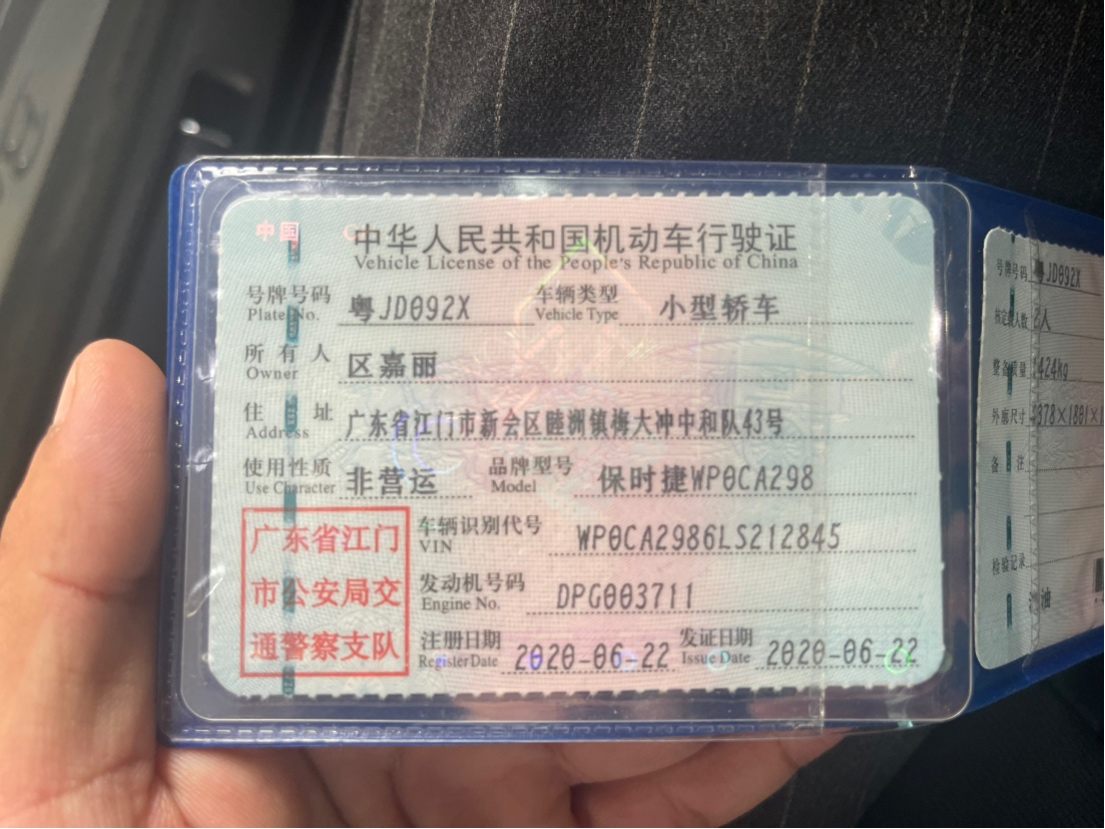 中国
中华人民共和国机动车行驶证
Vehicle License of the People's Republic of China
号牌号码 粤JD092X 车辆类型 小型轿车
Plate No. Vehicle Type
所有人 区嘉丽
Owner
住址 广东省江门市新会区睦洲镇梅大冲中和队43号
Address
使用性质 非营运 品牌型号 保时捷WP0CA298
Use Character Model
广东省江门
市公安局交
通警察支队
车辆识别代号 WP0CA2986LS212845
VIN
发动机号码 DPG003711
Engine No.
注册日期 2020-06-22 发证日期 2020-06-22
Register Date Issue Date
号牌号码 粤JD092X
核定载人数 2人
整备质量 1424kg
外廓尺寸 4378×1801×1
备注
检验记录
油